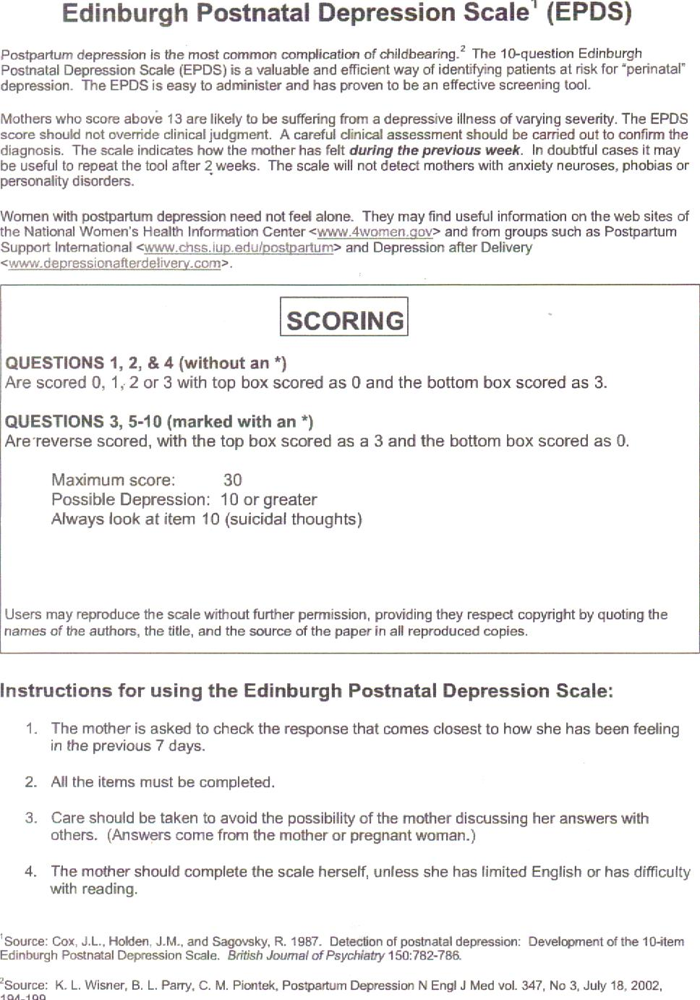 Edinburgh Postnatal Depression Scale¹ (EPDS)
Postpartum depression is the most common complication of childbearing.² The 10-question Edinburgh
Postnatal Depression Scale (EPDS) is a valuable and efficient way of identifying patients at risk for "perinatal"
depression. The EPDS is easy to administer and has proven to be an effective screening tool.
Mothers who score above 13 are likely to be suffering from a depressive illness of varying severity. The EPDS
score should not override clinical judgment. A careful clinical assessment should be carried out to confirm the
diagnosis. The scale indicates how the mother has felt during the previous week. In doubtful cases it may
be useful to repeat the tool after 2 weeks. The scale will not detect mothers with anxiety neuroses, phobias or
personality disorders.
Women with postpartum depression need not feel alone. They may find useful information on the web sites of
the National Women's Health Information Center <www.4women.gov> and from groups such as Postpartum
Support International <www.chss.iup.edu/postpartum> and Depression after Delivery
<www.depressionafterdelivery.com>.
SCORING
QUESTIONS 1, 2, & 4 (without an *)
Are scored 0, 1, 2 or 3 with top box scored as 0 and the bottom box scored as 3.
QUESTIONS 3, 5-10 (marked with an *)
Are reverse scored, with the top box scored as a 3 and the bottom box scored as 0.
Maximum score: 30
Possible Depression: 10 or greater
Always look at item 10 (suicidal thoughts)
Users may reproduce the scale without further permission, providing they respect copyright by quoting the
names of the authors, the title, and the source of the paper in all reproduced copies.
Instructions for using the Edinburgh Postnatal Depression Scale:
1. The mother is asked to check the response that comes closest to how she has been feeling
in the previous 7 days.
2. All the items must be completed.
3. Care should be taken to avoid the possibility of the mother discussing her answers with
others. (Answers come from the mother or pregnant woman.)
4. The mother should complete the scale herself, unless she has limited English or has difficulty
with reading.
¹Source: Cox, J.L., Holden, J.M., and Sagovsky, R. 1987. Detection of postnatal depression: Development of the 10-item
Edinburgh Postnatal Depression Scale. British Journal of Psychiatry 150:782-786.
²Source: K. L. Wisner, B. L. Parry, C. M. Piontek, Postpartum Depression N Engl J Med vol. 347, No 3, July 18, 2002,
194-199